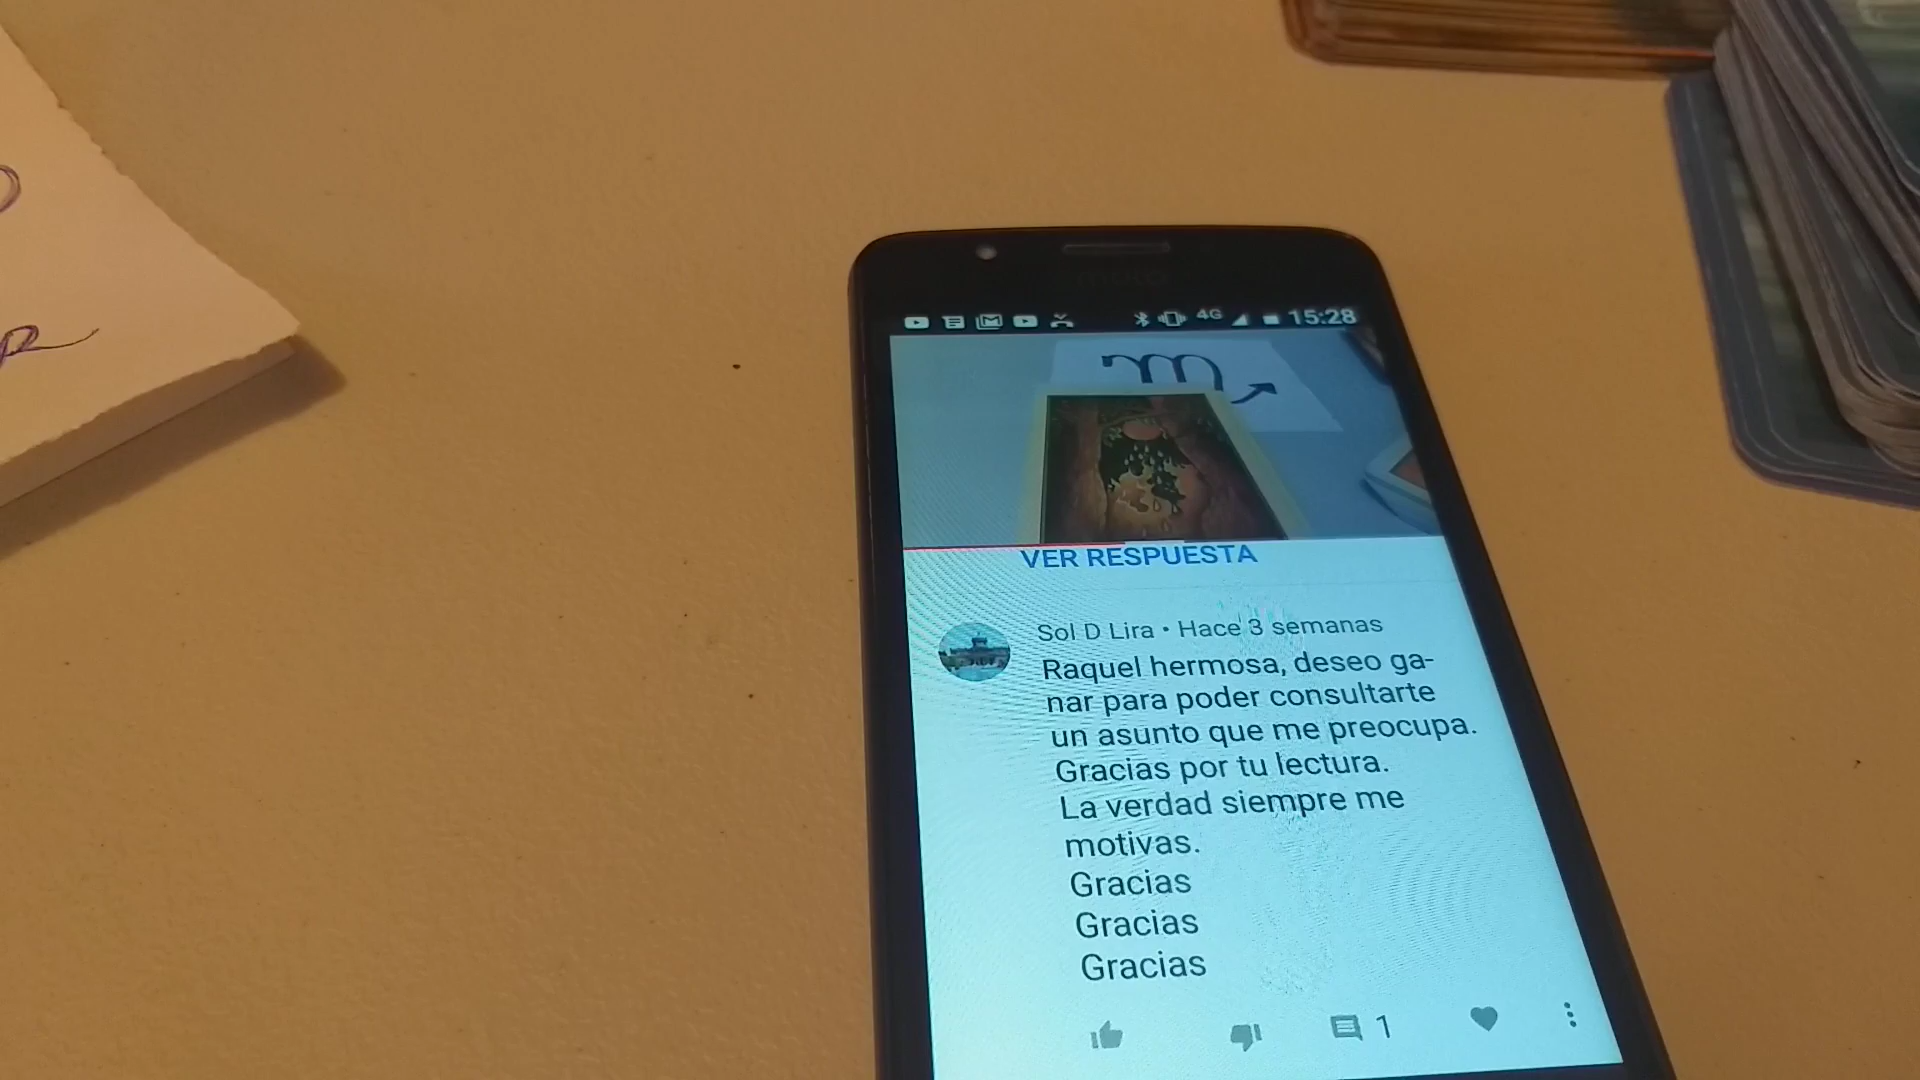 4G 15:28
VER RESPUESTA
Sol D Lira • Hace 3 semanas
Raquel hermosa, deseo ga-
nar para poder consultarte
un asunto que me preocupa.
Gracias por tu lectura.
La verdad siempre me
motivas.
Gracias
Gracias
Gracias
1